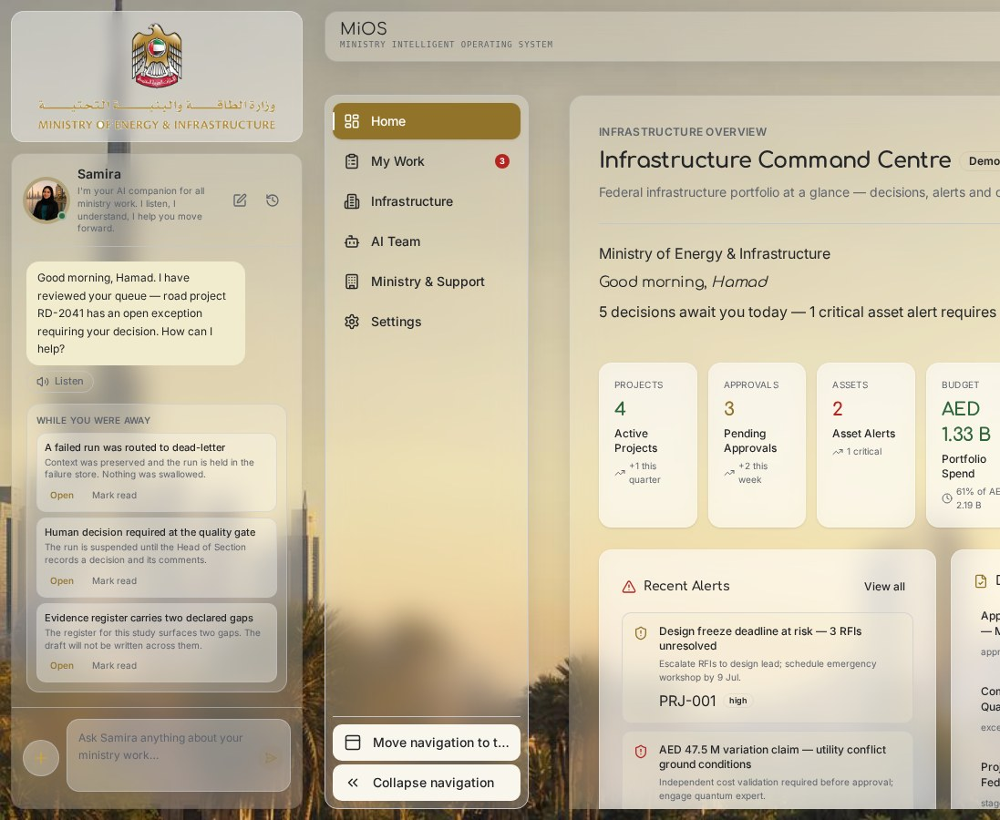 وزارة الطاقة والبنية التحتية
MINISTRY OF ENERGY & INFRASTRUCTURE
Samira
I'm your AI companion for all
ministry work. I listen, I
understand, I help you move
forward.
Good morning, Hamad. I have
reviewed your queue — road project
RD-2041 has an open exception
requiring your decision. How can I
help?
Listen
WHILE YOU WERE AWAY
A failed run was routed to dead-letter
Context was preserved and the run is held in the
failure store. Nothing was swallowed.
Open Mark read
Human decision required at the quality gate
The run is suspended until the Head of Section
records a decision and its comments.
Open Mark read
Evidence register carries two declared gaps
The register for this study surfaces two gaps. The
draft will not be written across them.
Open Mark read
Ask Samira anything about your
ministry work...
MiOS
MINISTRY INTELLIGENT OPERATING SYSTEM
Home
My Work 3
Infrastructure
AI Team
Ministry & Support
Settings
Move navigation to t...
Collapse navigation
INFRASTRUCTURE OVERVIEW
Infrastructure Command Centre Demo
Federal infrastructure portfolio at a glance — decisions, alerts and
Ministry of Energy & Infrastructure
Good morning, Hamad
5 decisions await you today — 1 critical asset alert requires
PROJECTS
4
Active
Projects
+1 this
quarter
APPROVALS
3
Pending
Approvals
+2 this
week
ASSETS
2
Asset Alerts
1 critical
BUDGET
AED
1.33 B
Portfolio
Spend
61% of AE
2.19 B
Recent Alerts View all
Design freeze deadline at risk — 3 RFIs
unresolved
Escalate RFIs to design lead; schedule emergency
workshop by 9 Jul.
PRJ-001 high
AED 47.5 M variation claim — utility conflict
ground conditions
Independent cost validation required before approval;
engage quantum expert.
App
— M
appr
Con
Qua
exce
Proj
Fed
stag